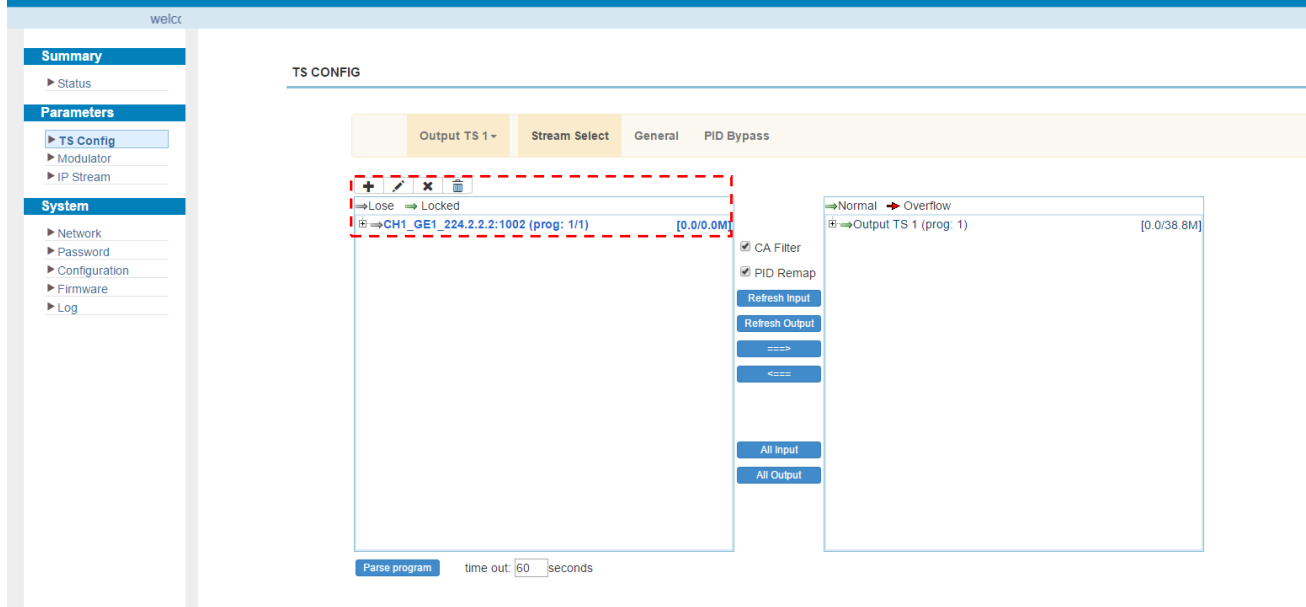 welco
Summary
Status
Parameters
TS Config
Modulator
IP Stream
System
Network
Password
Configuration
Firmware
Log
TS CONFIG
Output TS 1
Stream Select
General
PID Bypass
Lose
Locked
CH1_GE1_224.2.2.2:1002 (prog: 1/1) [0.0/0.0M]
CA Filter
PID Remap
Refresh Input
Refresh Output
===>
<===
All Input
All Output
Normal
Overflow
Output TS 1 (prog: 1) [0.0/38.8M]
Parse program
time out: 60 seconds